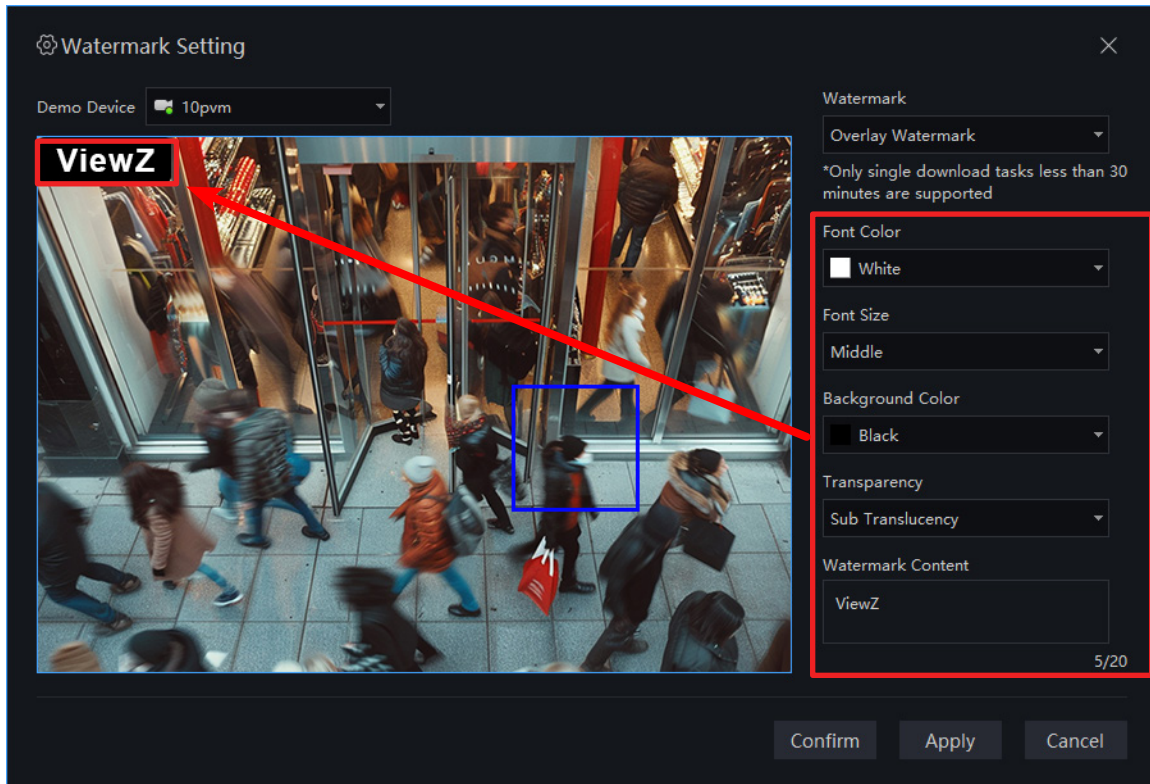 Watermark Setting
Demo Device
10pvm
ViewZ
Watermark
Overlay Watermark
*Only single download tasks less than 30
minutes are supported
Font Color
White
Font Size
Middle
Background Color
Black
Transparency
Sub Translucency
Watermark Content
ViewZ
5/20
Confirm
Apply
Cancel